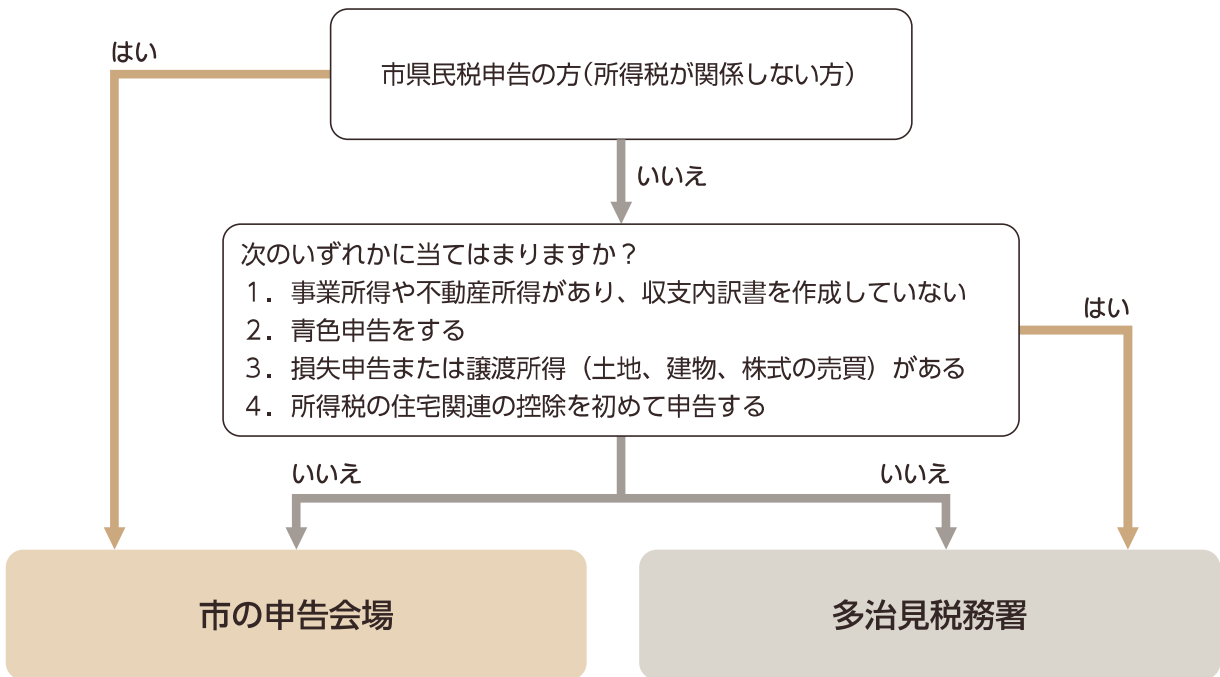 市県民税申告の方（所得税が関係しない方）
はい
いいえ
次のいずれかに当てはまりますか？
１．事業所得や不動産所得があり、収支内訳書を作成していない
２．青色申告をする
３．損失申告または譲渡所得（土地、建物、株式の売買）がある
４．所得税の住宅関連の控除を初めて申告する
はい
いいえ
いいえ
市の申告会場
多治見税務署